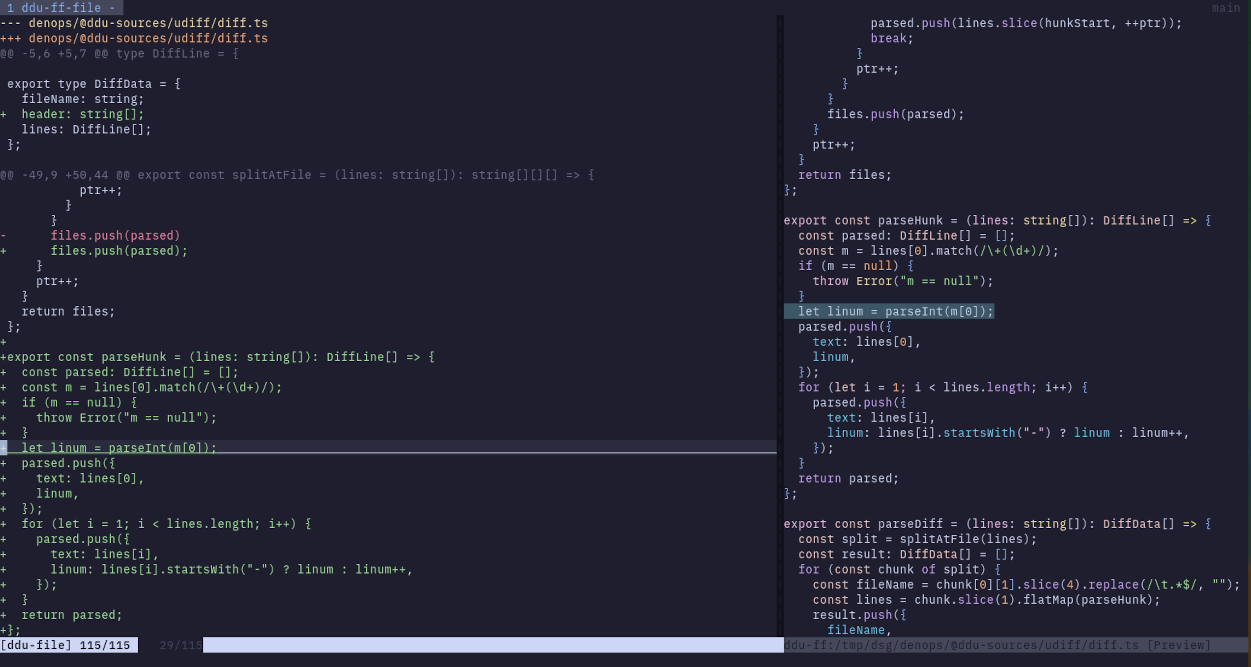 1 ddu-ff-file -
main
--- denops/@ddu-sources/udiff/diff.ts
+++ denops/@ddu-sources/udiff/diff.ts
@@ -5,6 +5,7 @@ type DiffLine = {

 export type DiffData = {
   fileName: string;
+  header: string[];
   lines: DiffLine[];
 };

@@ -49,9 +50,44 @@ export const splitAtFile = (lines: string[]): string[][][] => {
           ptr++;
         }
       }
-      files.push(parsed)
+      files.push(parsed);
     }
     ptr++;
   }
   return files;
 };
+
+export const parseHunk = (lines: string[]): DiffLine[] => {
+  const parsed: DiffLine[] = [];
+  const m = lines[0].match(/\+(\d+)/);
+  if (m == null) {
+    throw Error("m == null");
+  }
+  let linum = parseInt(m[0]);
+  parsed.push({
+    text: lines[0],
+    linum,
+  });
+  for (let i = 1; i < lines.length; i++) {
+    parsed.push({
+      text: lines[i],
+      linum: lines[i].startsWith("-") ? linum : linum++,
+    });
+  }
+  return parsed;
+};
[ddu-file] 115/115    29/115
            parsed.push(lines.slice(hunkStart, ++ptr));
            break;
          }
          ptr++;
        }
      }
      files.push(parsed);
    }
    ptr++;
  }
  return files;
};

export const parseHunk = (lines: string[]): DiffLine[] => {
  const parsed: DiffLine[] = [];
  const m = lines[0].match(/\+(\d+)/);
  if (m == null) {
    throw Error("m == null");
  }
  let linum = parseInt(m[0]);
  parsed.push({
    text: lines[0],
    linum,
  });
  for (let i = 1; i < lines.length; i++) {
    parsed.push({
      text: lines[i],
      linum: lines[i].startsWith("-") ? linum : linum++,
    });
  }
  return parsed;
};

export const parseDiff = (lines: string[]): DiffData[] => {
  const split = splitAtFile(lines);
  const result: DiffData[] = [];
  for (const chunk of split) {
    const fileName = chunk[0][1].slice(4).replace(/\t.*$/, "");
    const lines = chunk.slice(1).flatMap(parseHunk);
    result.push({
      fileName,
ddu-ff:/tmp/dsg/denops/@ddu-sources/udiff/diff.ts [Preview]